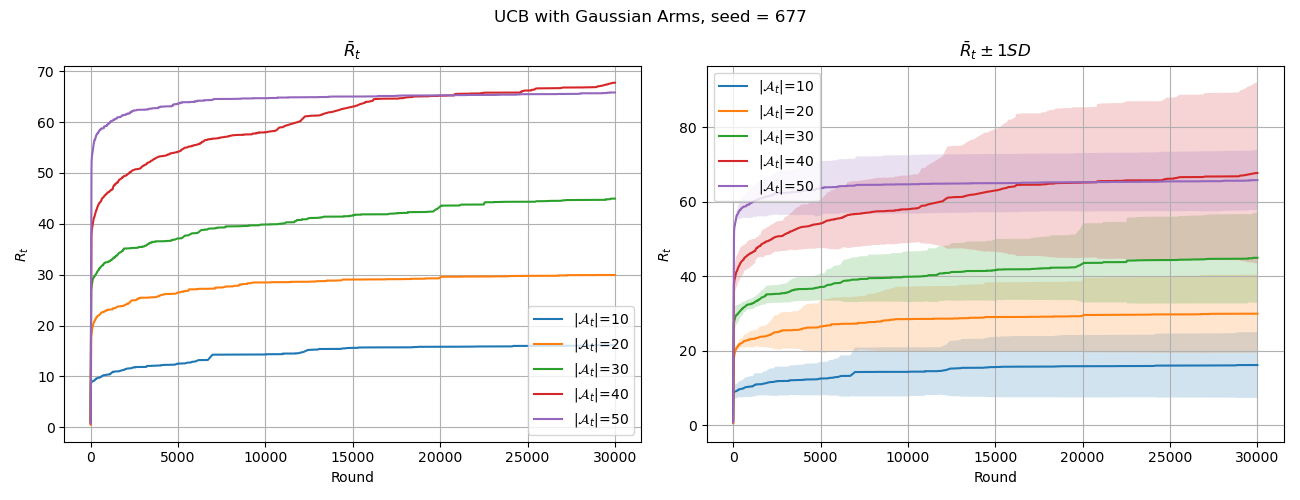 UCB with Gaussian Arms, seed = 677
R̄ₜ
70
60
50
40
30
20
10
0
Rₜ
0 5000 10000 15000 20000 25000 30000
Round
|𝒜ₜ|=10
|𝒜ₜ|=20
|𝒜ₜ|=30
|𝒜ₜ|=40
|𝒜ₜ|=50
R̄ₜ ± 1SD
80
60
40
20
0
Rₜ
0 5000 10000 15000 20000 25000 30000
Round
|𝒜ₜ|=10
|𝒜ₜ|=20
|𝒜ₜ|=30
|𝒜ₜ|=40
|𝒜ₜ|=50